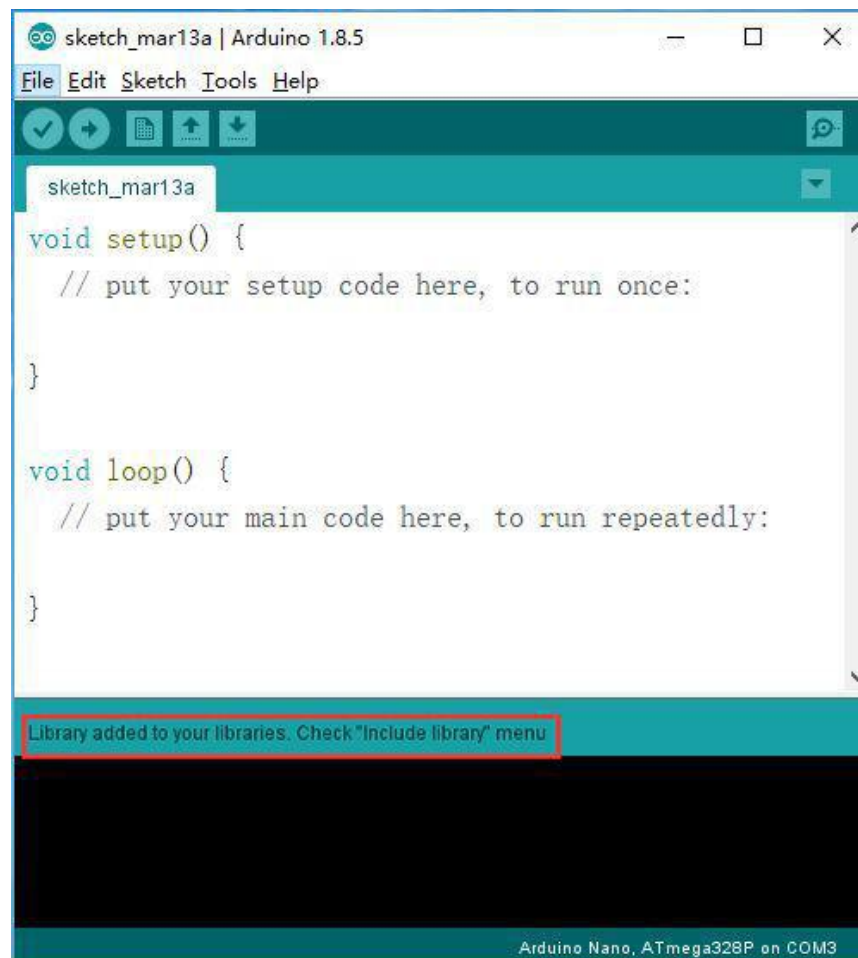 sketch_mar13a | Arduino 1.8.5
File Edit Sketch Tools Help
sketch_mar13a
void setup() {
// put your setup code here, to run once:
}
void loop() {
// put your main code here, to run repeatedly:
}
Library added to your libraries. Check "Include library" menu
Arduino Nano, ATmega328P on COM3